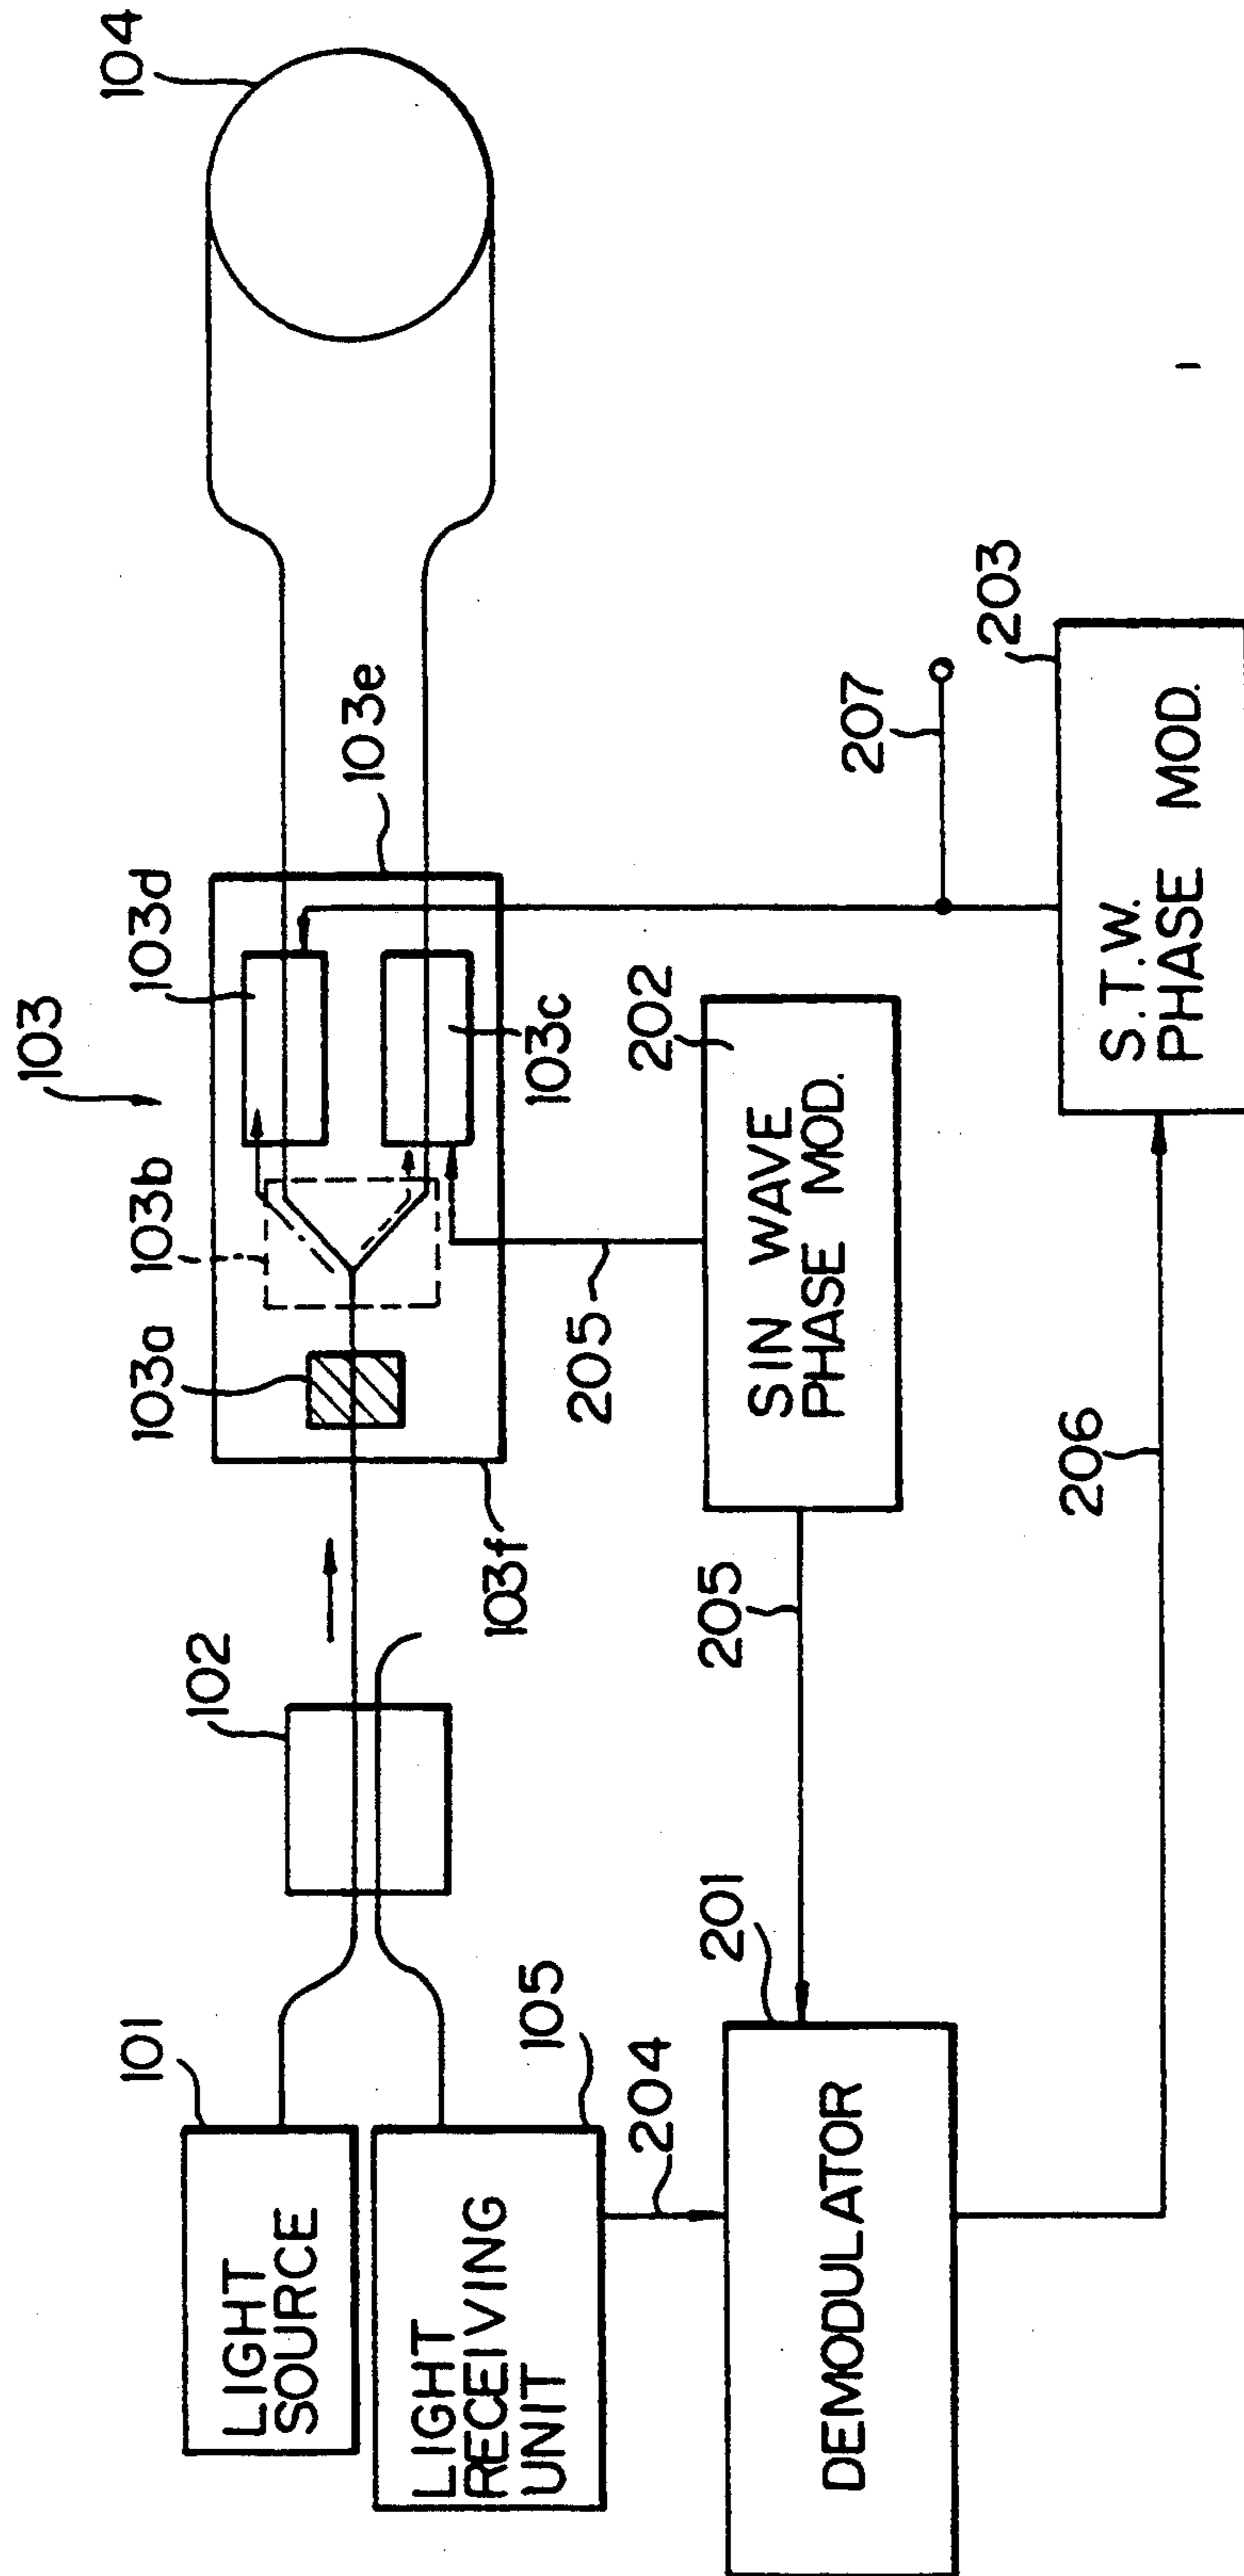 103
104
103a
103b
103d
103e
101
102
LIGHT
SOURCE
103f
103c
LIGHT
RECEIVING
UNIT
105
204
205
202
207
201
205
SIN WAVE
PHASE MOD.
203
DEMODULATOR
206
S.T.W.
PHASE MOD.